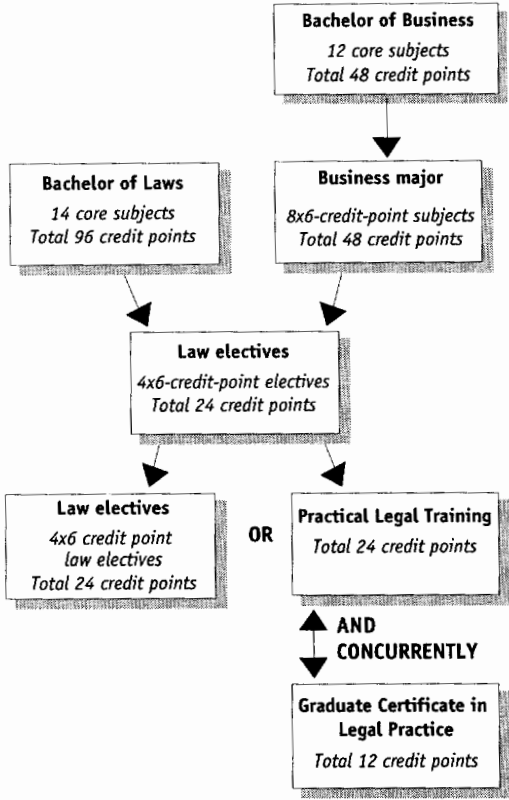 Bachelor of Business
12 core subjects
Total 48 credit points
Bachelor of Laws
14 core subjects
Total 96 credit points
Business major
8x6-credit-point subjects
Total 48 credit points
Law electives
4x6-credit-point electives
Total 24 credit points
Law electives
4x6 credit point
law electives
Total 24 credit points
OR
Practical Legal Training
Total 24 credit points
AND
CONCURRENTLY
Graduate Certificate in
Legal Practice
Total 12 credit points